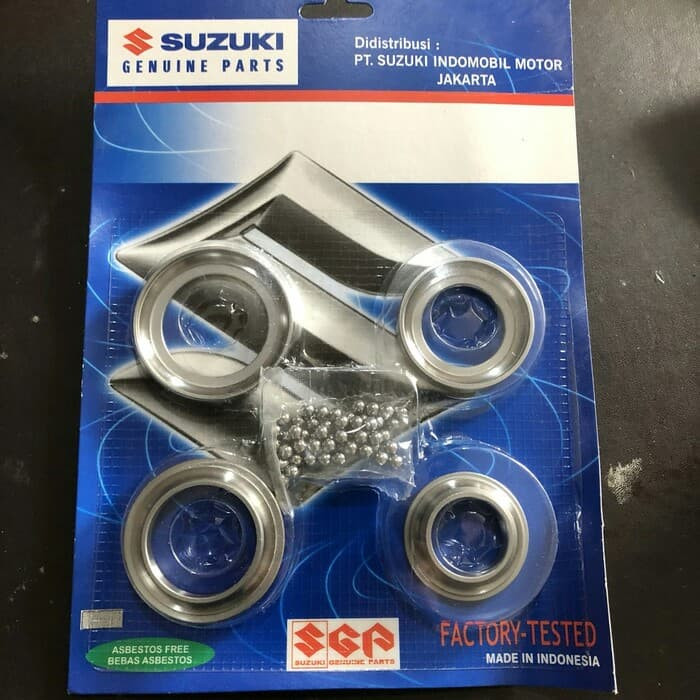 SUZUKI
GENUINE PARTS
Didistribusi :
PT. SUZUKI INDOMOBIL MOTOR
JAKARTA
ASBESTOS FREE
BEBAS ASBESTOS
SGP
SUZUKI GENUINE PARTS
FACTORY-TESTED
MADE IN INDONESIA